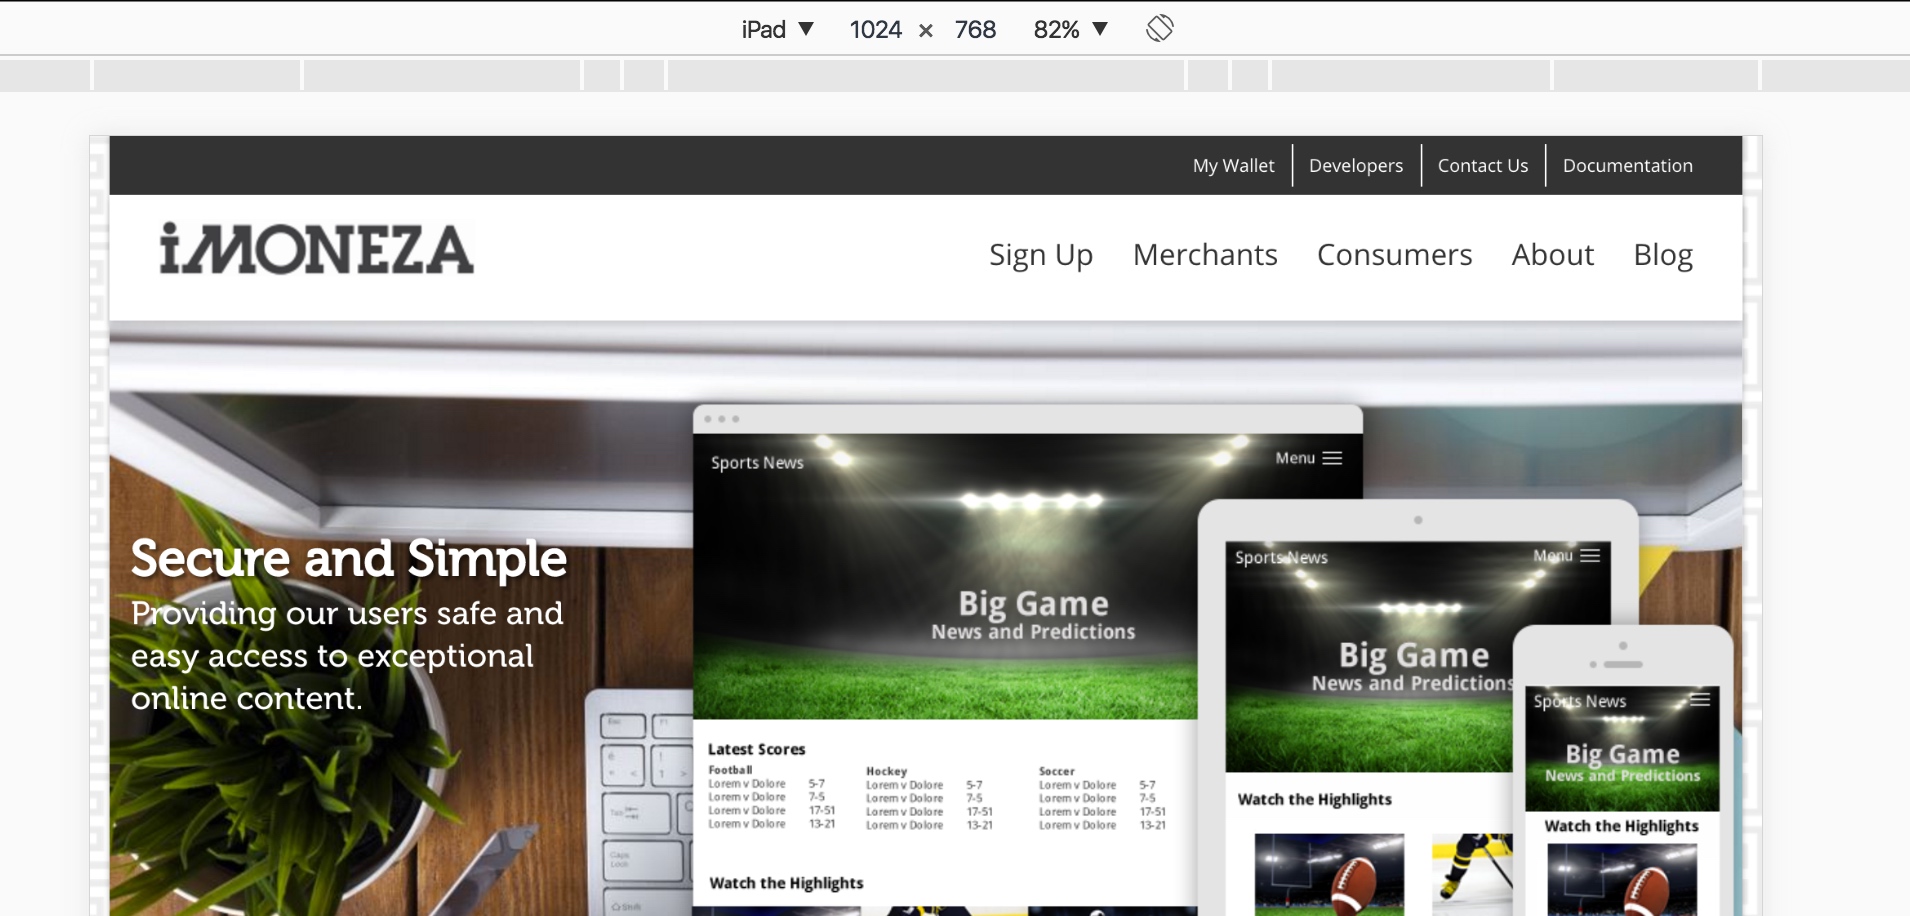 iPad ▼ 1024 × 768 82% ▼
My Wallet Developers Contact Us Documentation
iMONEZA
Sign Up Merchants Consumers About Blog
Secure and Simple
Providing our users safe and
easy access to exceptional
online content.
Sports News Menu
Big Game
News and Predictions
Latest Scores
Football Hockey Soccer
Lorem v Dolore 5-7 Lorem v Dolore 5-7 Lorem v Dolore 5-7
Lorem v Dolore 7-5 Lorem v Dolore 7-5 Lorem v Dolore 7-5
Lorem v Dolore 17-51 Lorem v Dolore 17-51 Lorem v Dolore 17-51
Lorem v Dolore 13-21 Lorem v Dolore 13-21 Lorem v Dolore 13-21
Watch the Highlights
Sports News Menu
Big Game
News and Predictions
Watch the Highlights
Sports News
Big Game
News and Predictions
Watch the Highlights
Esc F1
Tab
Caps
Lock
Shift